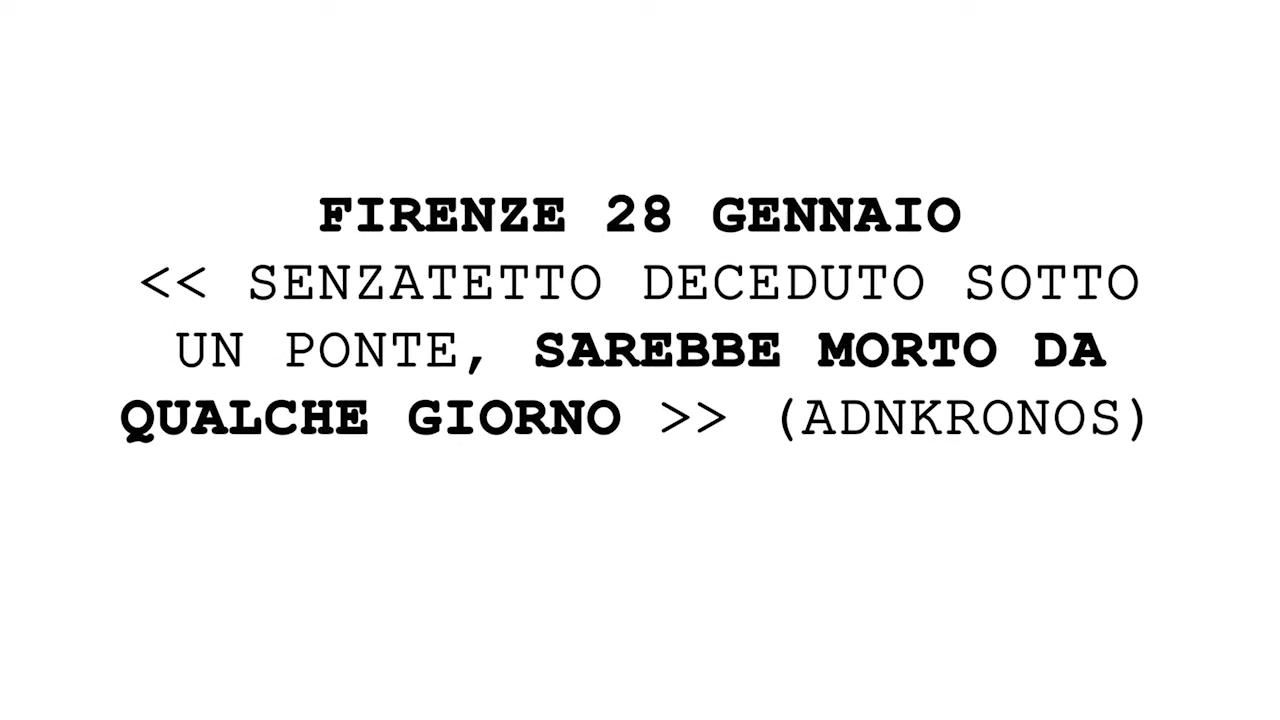 FIRENZE 28 GENNAIO
<< SENZATETTO DECEDUTO SOTTO
UN PONTE, SAREBBE MORTO DA
QUALCHE GIORNO >> (ADNKRONOS)